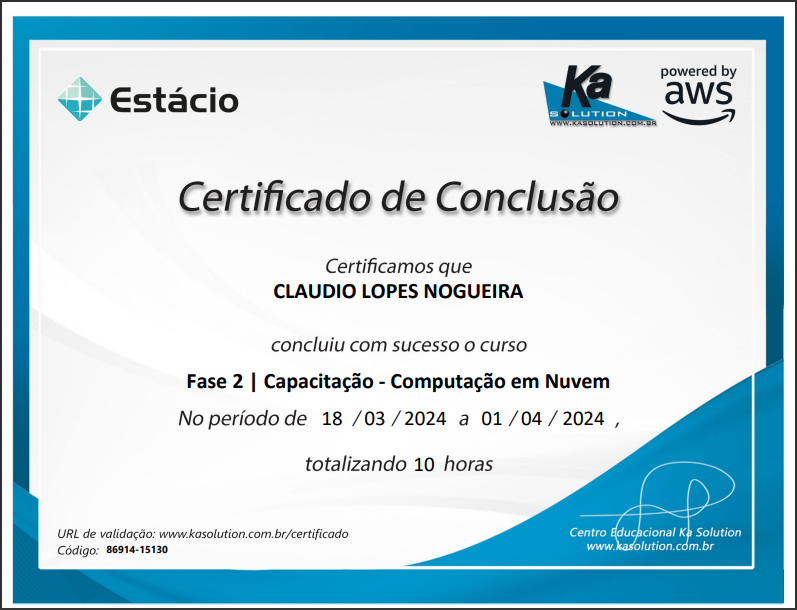 Estácio
Ka
SOLUTION
WWW.KASOLUTION.COM.BR
powered by
aws
Certificado de Conclusão
Certificamos que
CLAUDIO LOPES NOGUEIRA
concluiu com sucesso o curso
Fase 2 | Capacitação - Computação em Nuvem
No período de 18 / 03 / 2024 a 01 / 04 / 2024 ,
totalizando 10 horas
URL de validação: www.kasolution.com.br/certificado
Código: 86914-15130
Centro Educacional Ka Solution
www.kasolution.com.br